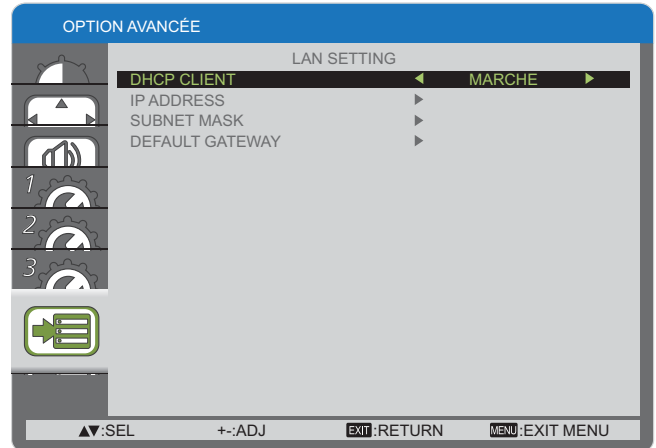 OPTION AVANCÉE
LAN SETTING
DHCP CLIENT MARCHE
IP ADDRESS
SUBNET MASK
DEFAULT GATEWAY
1
2
3
▲▼:SEL +-:ADJ EXIT:RETURN MENU:EXIT MENU